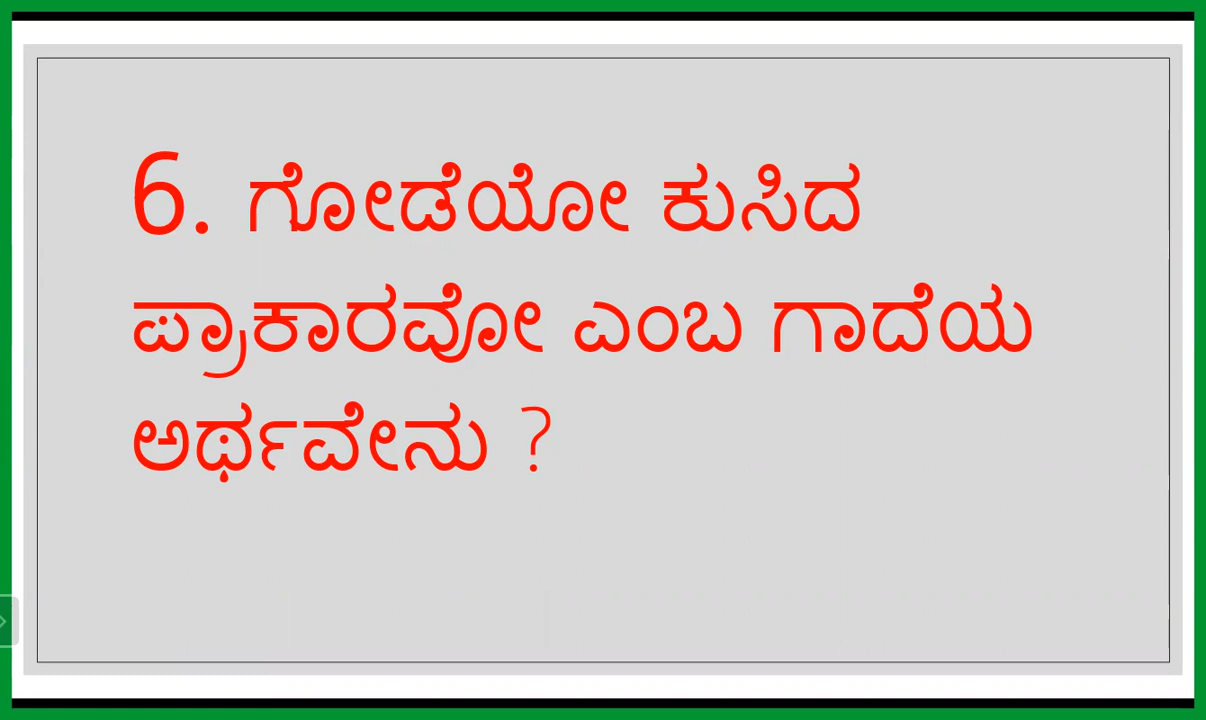 6. ಗೋಡೆಯೋ ಕುಸಿದ
ಪ್ರಾಕಾರವೋ ಎಂಬ ಗಾದೆಯ
ಅರ್ಥವೇನು ?